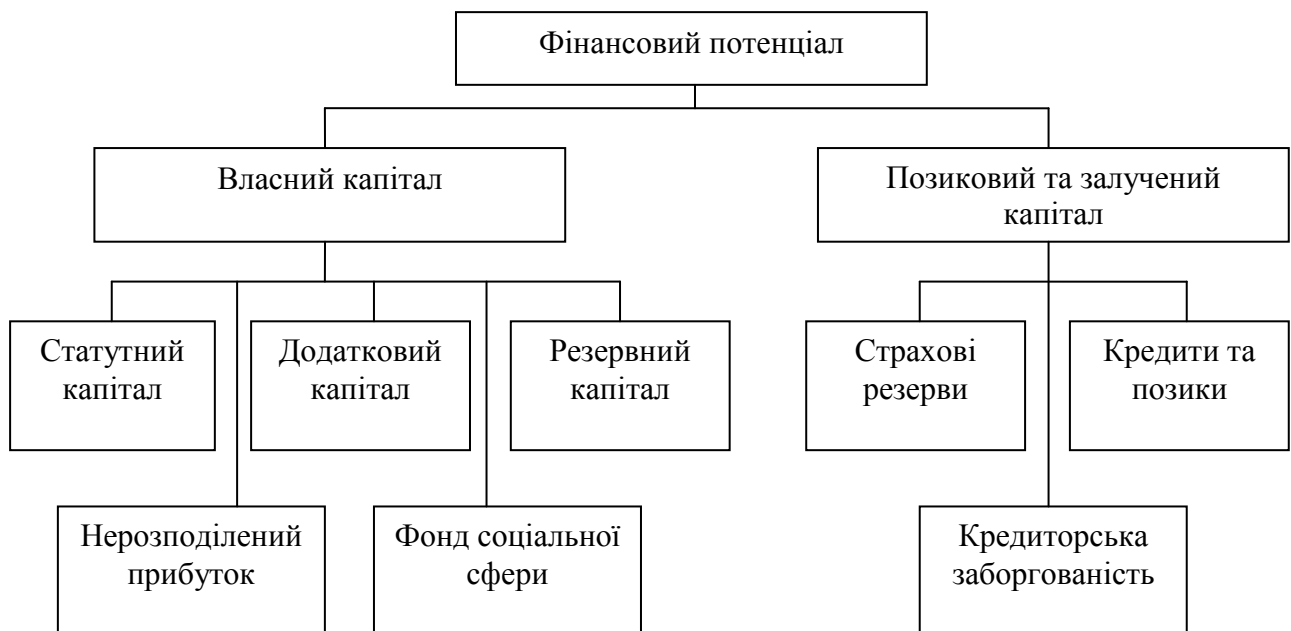 Фінансовий потенціал
Власний капітал
Позиковий та залучений
капітал
Статутний
капітал
Додатковий
капітал
Резервний
капітал
Страхові
резерви
Кредити та
позики
Нерозподілений
прибуток
Фонд соціальної
сфери
Кредиторська
заборгованість